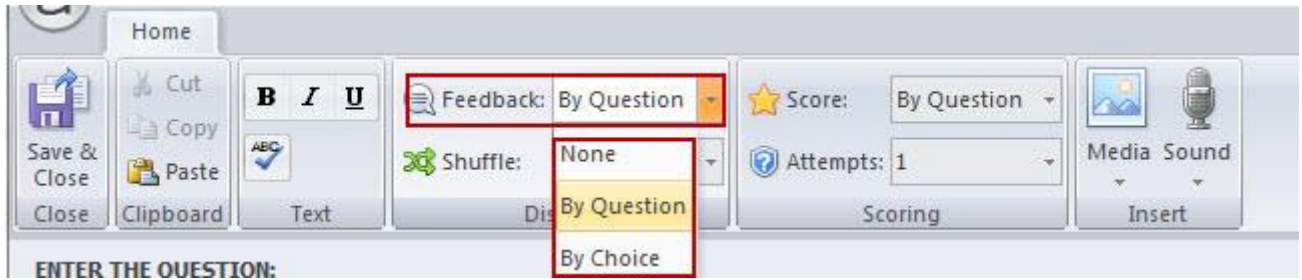 Home
Save &
Close
Close
Cut
Copy
Paste
Clipboard
B I U
ABC
Text
Feedback: By Question
Shuffle:
None
By Question
By Choice
Dis
Score: By Question
Attempts: 1
Scoring
Media Sound
Insert
ENTER THE QUESTION: